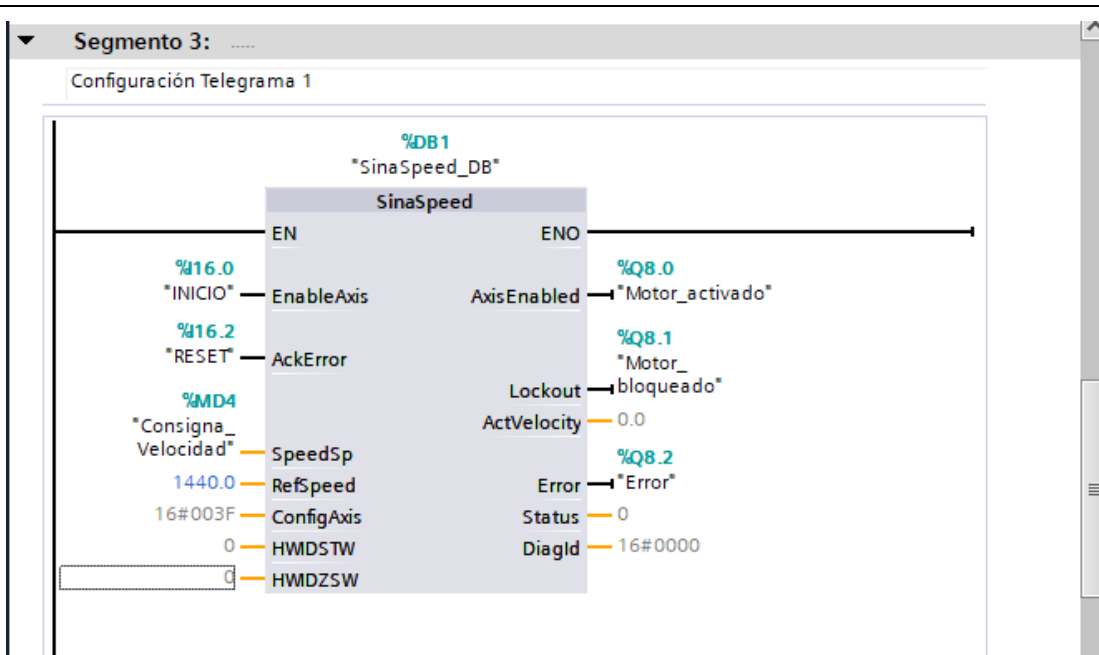 Segmento 3: .....
Configuración Telegrama 1
%DB1
"SinaSpeed_DB"
SinaSpeed
EN ENO
%I16.0
"INICIO" EnableAxis
%Q8.0
AxisEnabled "Motor_activado"
%I16.2
"RESET" AckError
%Q8.1
"Motor_
Lockout bloqueado"
%MD4
"Consigna_
Velocidad" SpeedSp
ActVelocity 0.0
1440.0 RefSpeed
%Q8.2
Error "Error"
16#003F ConfigAxis Status 0
0 HWIDSTW DiagId 16#0000
0 HWIDZSW